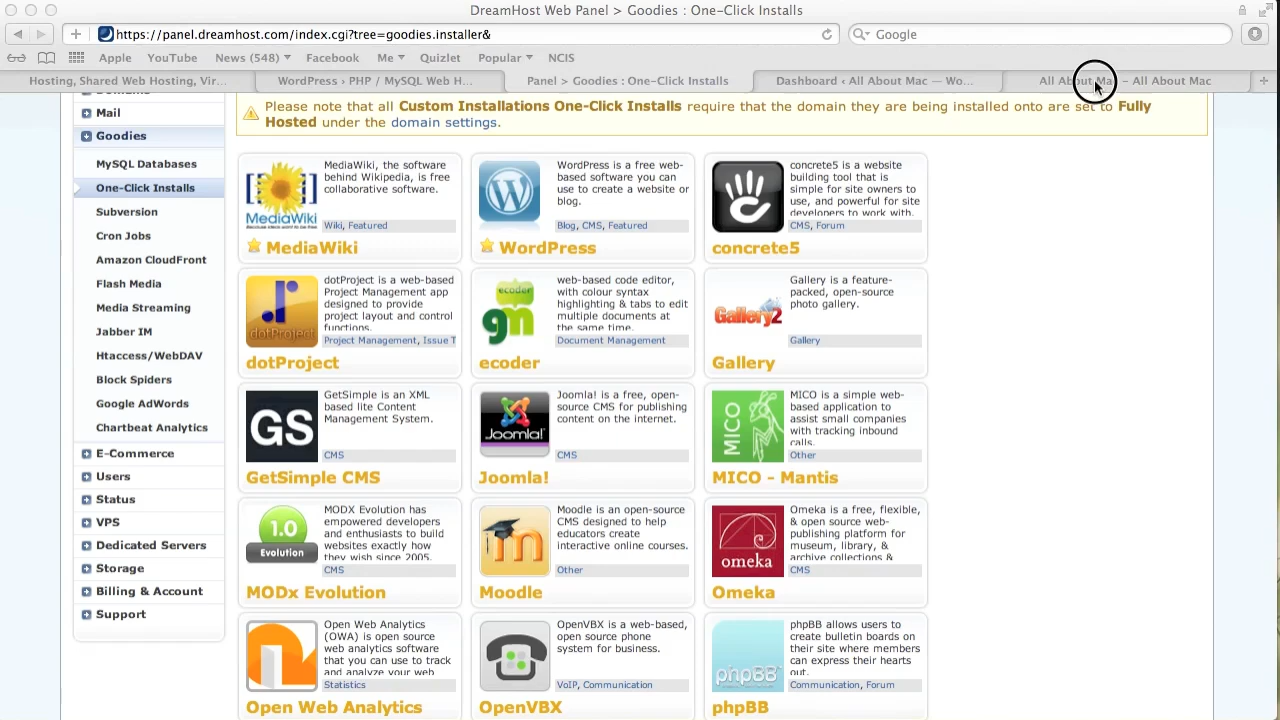 DreamHost Web Panel > Goodies : One-Click Installs
https://panel.dreamhost.com/index.cgi?tree=goodies.installer&
Google
Apple YouTube News (548) Facebook Me Quizlet Popular NCIS
Hosting, Shared Web Hosting, Vir...
WordPress › PHP / MySQL Web H...
Panel > Goodies : One-Click Installs
Dashboard ‹ All About Mac — Wo...
All About Mac – All About Mac
Mail
Goodies
MySQL Databases
One-Click Installs
Subversion
Cron Jobs
Amazon CloudFront
Flash Media
Media Streaming
Jabber IM
Htaccess/WebDAV
Block Spiders
Google AdWords
Chartbeat Analytics
E-Commerce
Users
Status
VPS
Dedicated Servers
Storage
Billing & Account
Support
Please note that all Custom Installations One-Click Installs require that the domain they are being installed onto are set to Fully
Hosted under the domain settings.
MediaWiki
MediaWiki, the software
behind Wikipedia, is free
collaborative software.
Wiki, Featured
MediaWiki
WordPress is a free web-
based software you can
use to create a website or
blog.
Blog, CMS, Featured
WordPress
concrete5 is a website
building tool that is
simple for site owners to
use, and powerful for site
developers to work with.
CMS, Forum
concrete5
dotProject
dotProject is a web-based
Project Management app
designed to provide
project layout and control
functions.
Project Management, Issue T
dotProject
ecoder
web-based code editor,
with colour syntax
highlighting & tabs to edit
multiple documents at
the same time.
Document Management
ecoder
Gallery2
Gallery is a feature-
packed, open-source
photo gallery.
Gallery
Gallery
GS
GetSimple is an XML
based lite Content
Management System.
CMS
GetSimple CMS
Joomla!
Joomla! is a free, open-
source CMS for publishing
content on the internet.
CMS
Joomla!
MICO
MICO is a simple web-
based application to
assist small companies
with tracking inbound
calls.
Other
MICO - Mantis
1.0
Evolution
MODX Evolution has
empowered developers
and enthusiasts to build
websites exactly how
they wish since 2005.
CMS
MODx Evolution
Moodle is an open-source
CMS designed to help
educators create
interactive online courses.
Other
Moodle
omeka
Omeka is a free, flexible,
& open source web-
publishing platform for
museum, library, &
archive collections &
CMS
Omeka
Open Web Analytics
(OWA) is open source
web analytics software
that you can use to track
and analyze your web
Statistics
Open Web Analytics
OpenVBX is a web-based,
open source phone
system for business.
VoIP, Communication
OpenVBX
phpBB
phpBB allows users to
create bulletin boards on
their site where members
can express their hearts
out.
Communication, Forum
phpBB